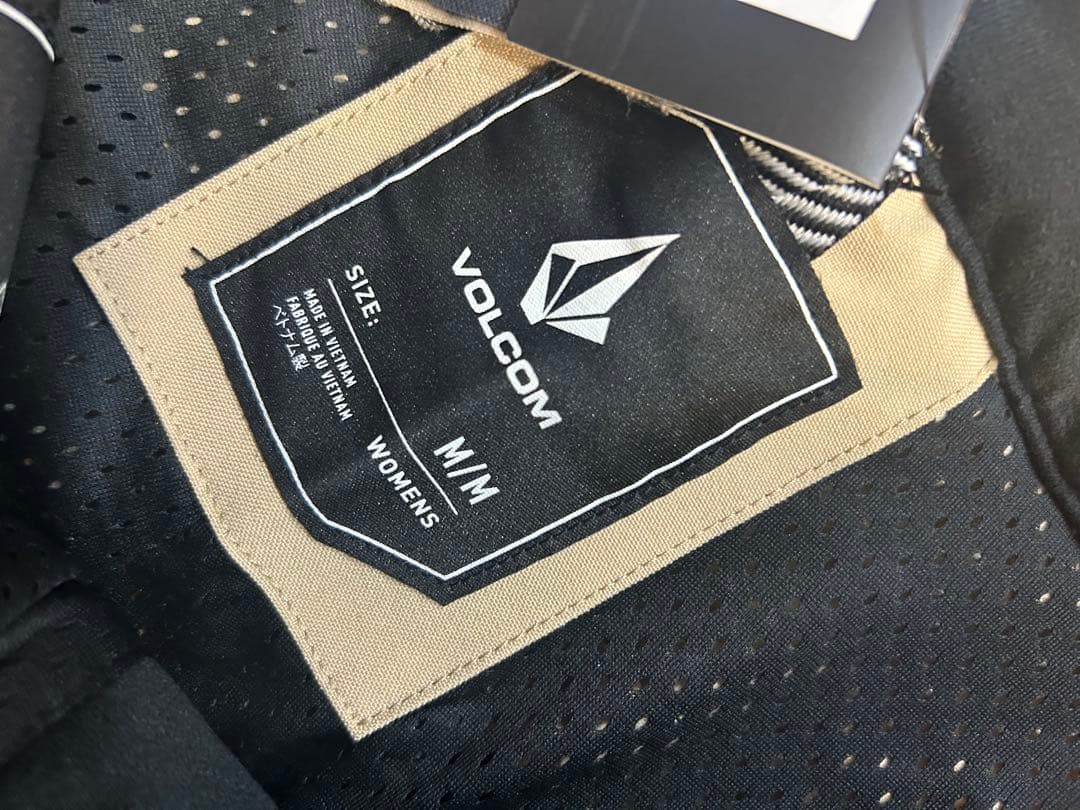 VOLCOM
SIZE: M/M
MADE IN VIETNAM WOMENS
FABRIQUE AU VIETNAM
ベトナム製